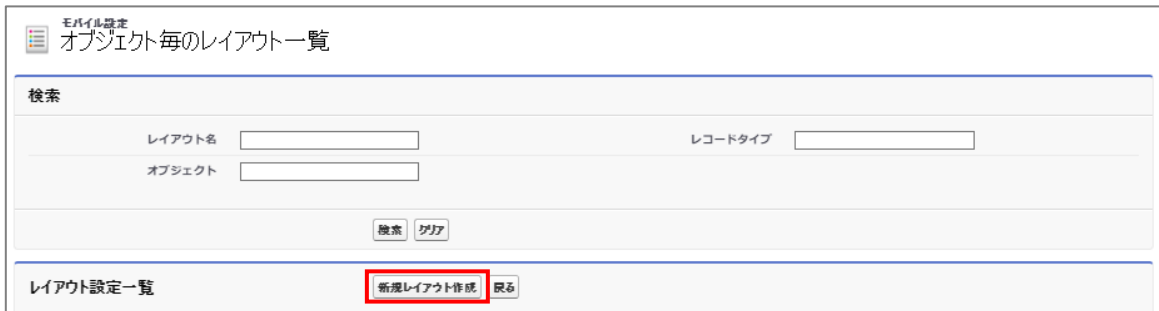 モバイル設定
オブジェクト毎のレイアウト一覧
検索
レイアウト名 レコードタイプ
オブジェクト
検索 クリア
レイアウト設定一覧 新規レイアウト作成 戻る